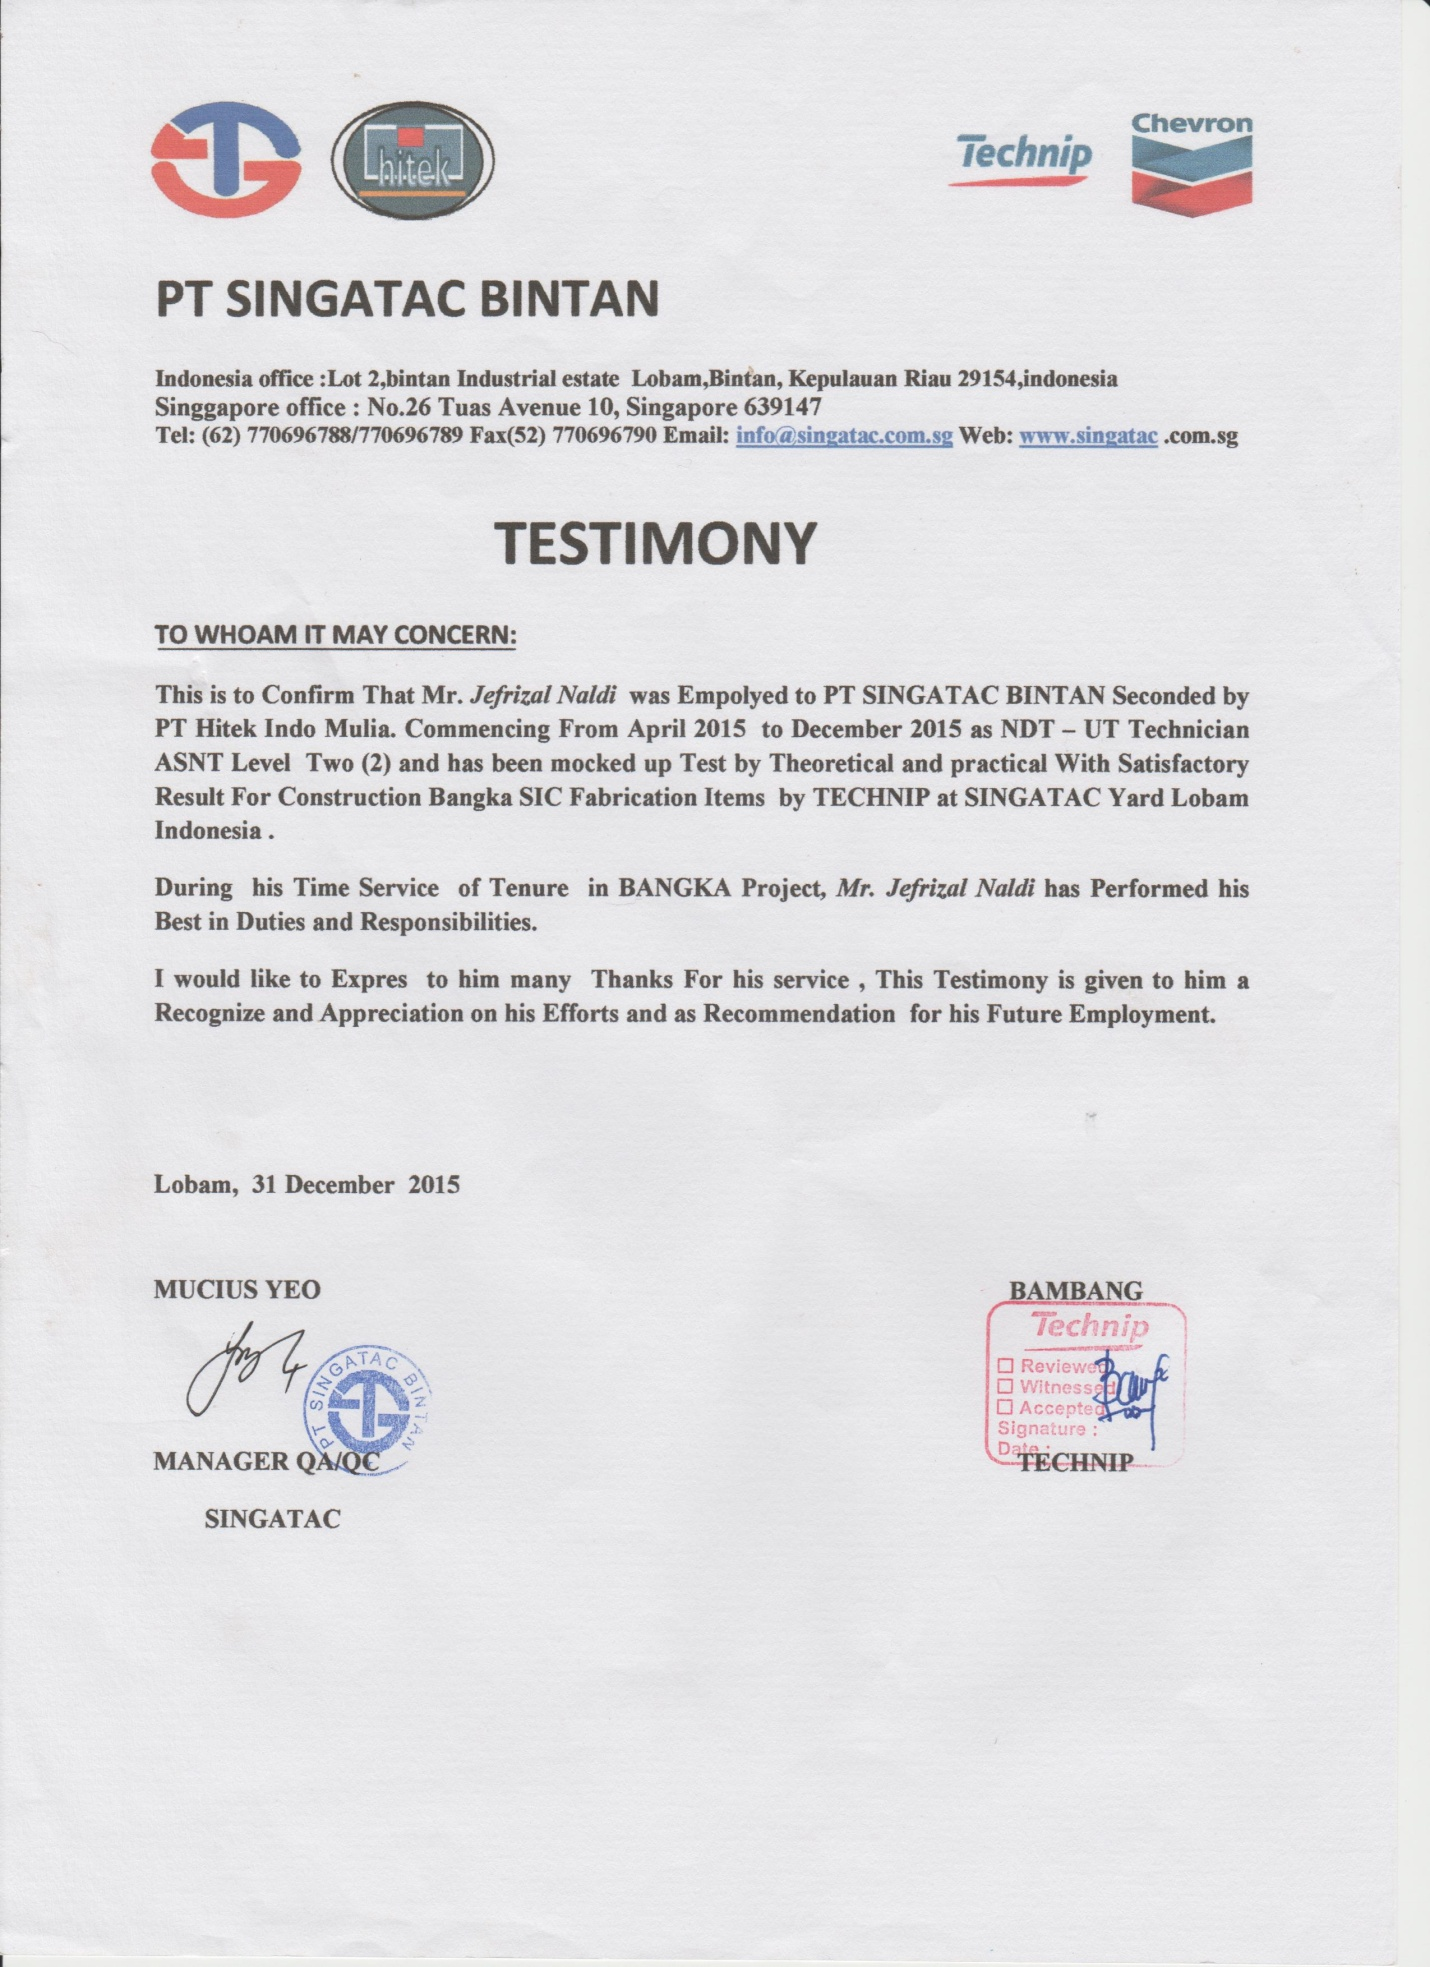 hitek
Technip
Chevron
PT SINGATAC BINTAN
Indonesia office :Lot 2,bintan Industrial estate Lobam,Bintan, Kepulauan Riau 29154,indonesia
Singgapore office : No.26 Tuas Avenue 10, Singapore 639147
Tel: (62) 770696788/770696789 Fax(52) 770696790 Email: info@singatac.com.sg Web: www.singatac .com.sg
TESTIMONY
TO WHOAM IT MAY CONCERN:
This is to Confirm That Mr. Jefrizal Naldi was Empolyed to PT SINGATAC BINTAN Seconded by
PT Hitek Indo Mulia. Commencing From April 2015 to December 2015 as NDT – UT Technician
ASNT Level Two (2) and has been mocked up Test by Theoretical and practical With Satisfactory
Result For Construction Bangka SIC Fabrication Items by TECHNIP at SINGATAC Yard Lobam
Indonesia .
During his Time Service of Tenure in BANGKA Project, Mr. Jefrizal Naldi has Performed his
Best in Duties and Responsibilities.
I would like to Expres to him many Thanks For his service , This Testimony is given to him a
Recognize and Appreciation on his Efforts and as Recommendation for his Future Employment.
Lobam, 31 December 2015
MUCIUS YEO
BAMBANG
PT SINGATAC BINTAN
Technip
Reviewed
Witnessed
Accepted
Signature :
Date :
MANAGER QA/QC
TECHNIP
SINGATAC